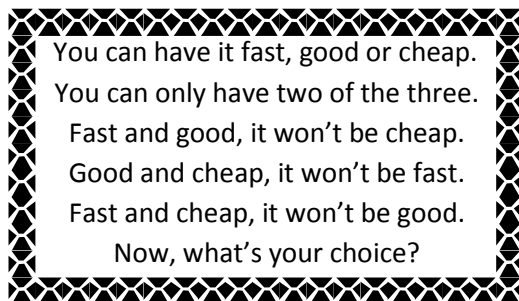 You can have it fast, good or cheap.
You can only have two of the three.
Fast and good, it won’t be cheap.
Good and cheap, it won’t be fast.
Fast and cheap, it won’t be good.
Now, what’s your choice?